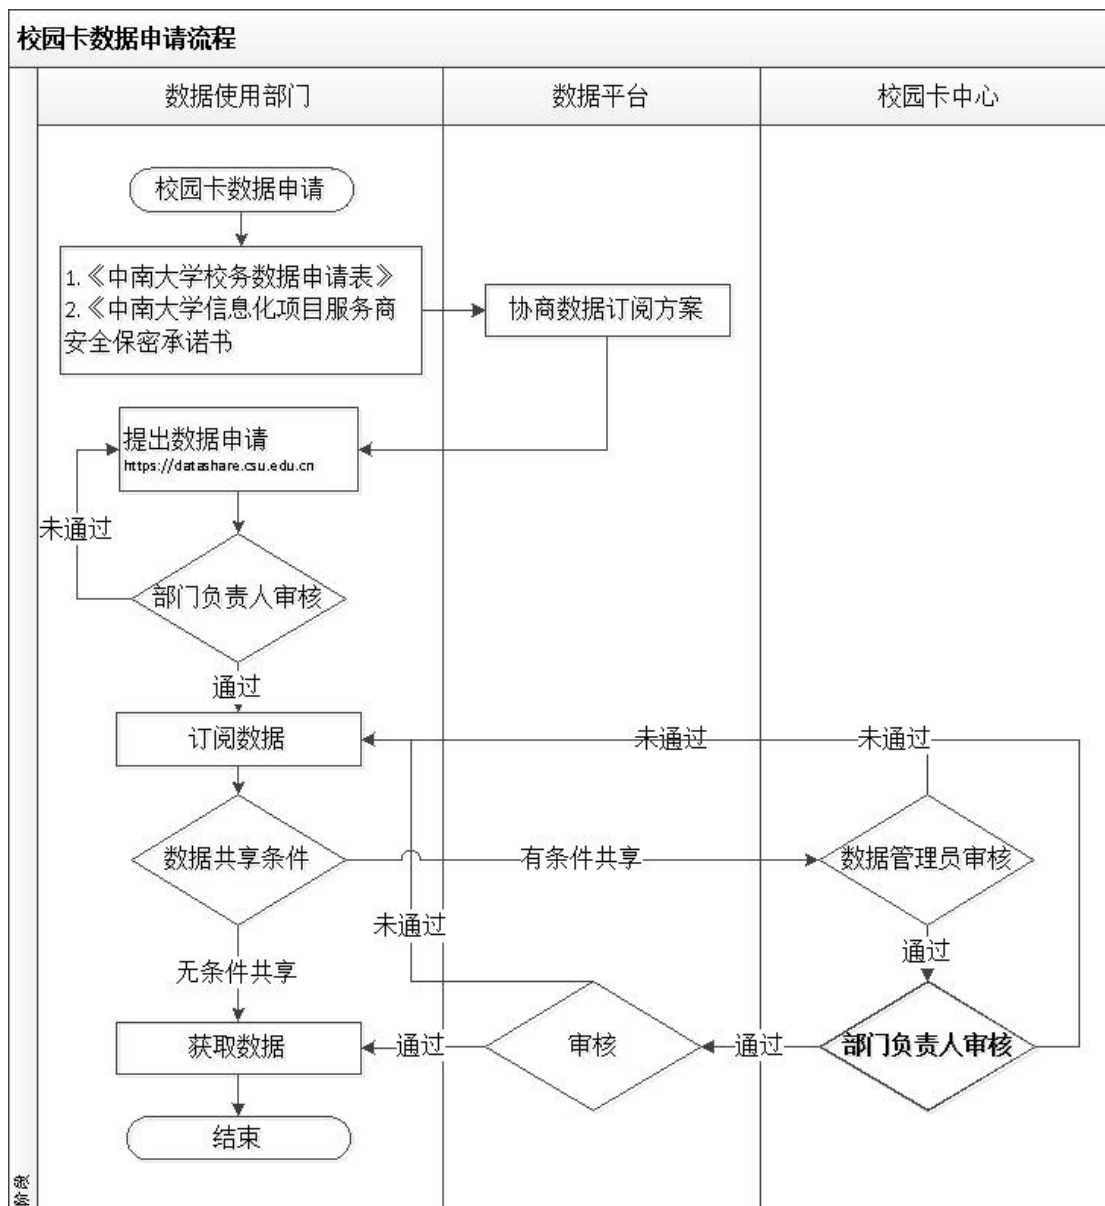 校园卡数据申请流程
数据使用部门
数据平台
校园卡中心
校园卡数据申请
1.《中南大学校务数据申请表》
2.《中南大学信息化项目服务商
安全保密承诺书
协商数据订阅方案
提出数据申请
https://datashare.csu.edu.cn
未通过
部门负责人审核
通过
订阅数据
未通过
未通过
数据共享条件
有条件共享
数据管理员审核
未通过
通过
无条件共享
获取数据
通过
审核
通过
部门负责人审核
结束
阶段